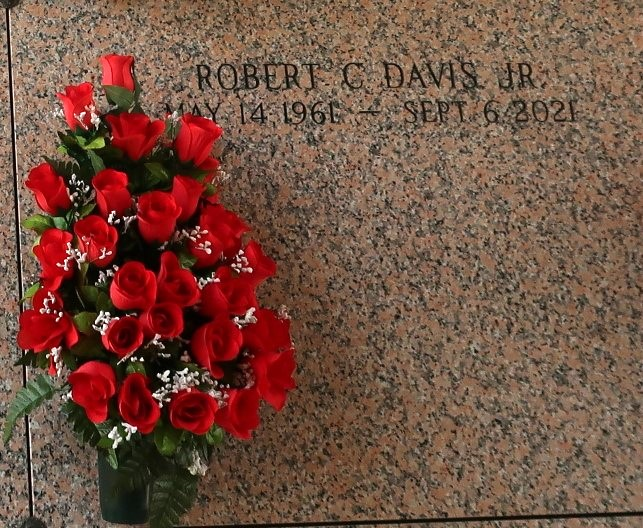 ROBERT C. DAVIS, JR.
MAY 14, 1961 — SEPT. 6, 2021